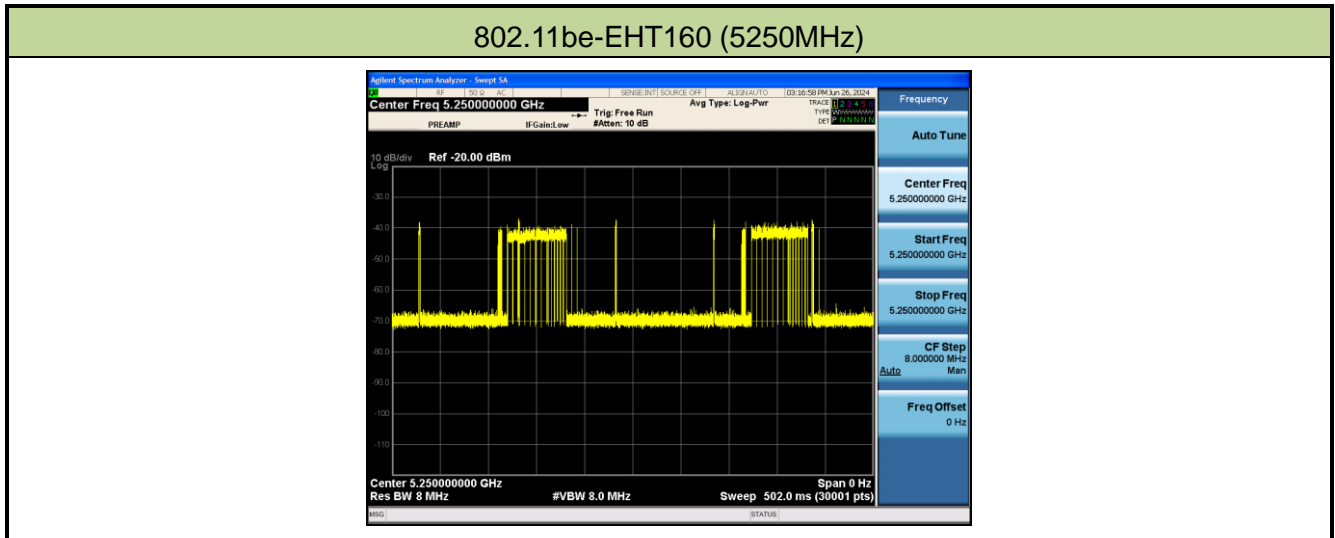 802.11be-EHT160 (5250MHz)
Agilent Spectrum Analyzer - Swept SA
RF 50 Ω AC SENSE:INT SOURCE OFF ALIGN AUTO 03:16:58 PM Jun 26, 2024
Center Freq 5.250000000 GHz
Avg Type: Log-Pwr
TRACE 1 2 3 4 5 6
Trig: Free Run
TYPE
PREAMP IFGain:Low #Atten: 10 dB
DET P N N N N N
10 dB/div Ref -20.00 dBm
Log
-30.0
-40.0
-50.0
-60.0
-70.0
-80.0
-90.0
-100
-110
Center 5.250000000 GHz Span 0 Hz
Res BW 8 MHz #VBW 8.0 MHz Sweep 502.0 ms (30001 pts)
MSG STATUS
Frequency
Auto Tune
Center Freq
5.250000000 GHz
Start Freq
5.250000000 GHz
Stop Freq
5.250000000 GHz
CF Step
8.000000 MHz
Auto Man
Freq Offset
0 Hz